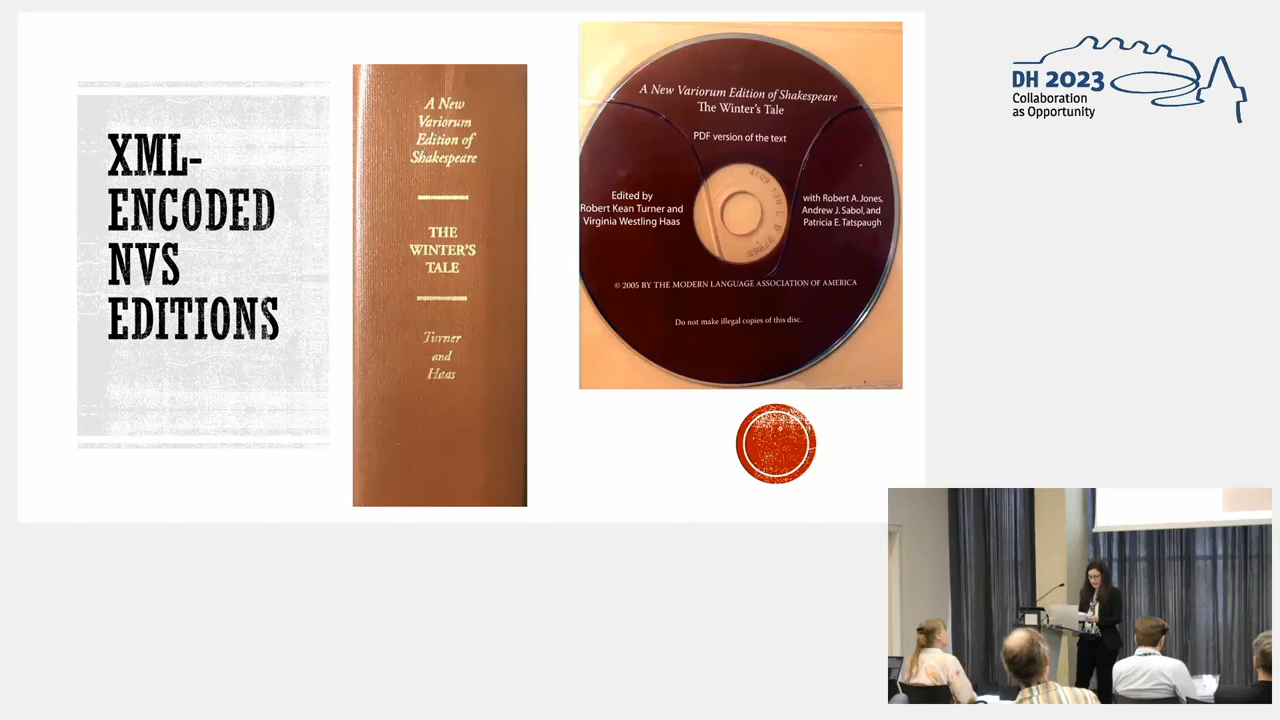 XML-
ENCODED
NVS
EDITIONS
A New
Variorum
Edition of
Shakespeare
THE
WINTER'S
TALE
Turner
and
Haas
A New Variorum Edition of Shakespeare
The Winter's Tale
PDF version of the text
Edited by
Robert Kean Turner and
Virginia Westling Haas
with Robert A. Jones,
Andrew J. Sabol, and
Patricia E. Tatspaugh
© 2005 BY THE MODERN LANGUAGE ASSOCIATION OF AMERICA
Do not make illegal copies of this disc.
DH 2023
Collaboration
as Opportunity